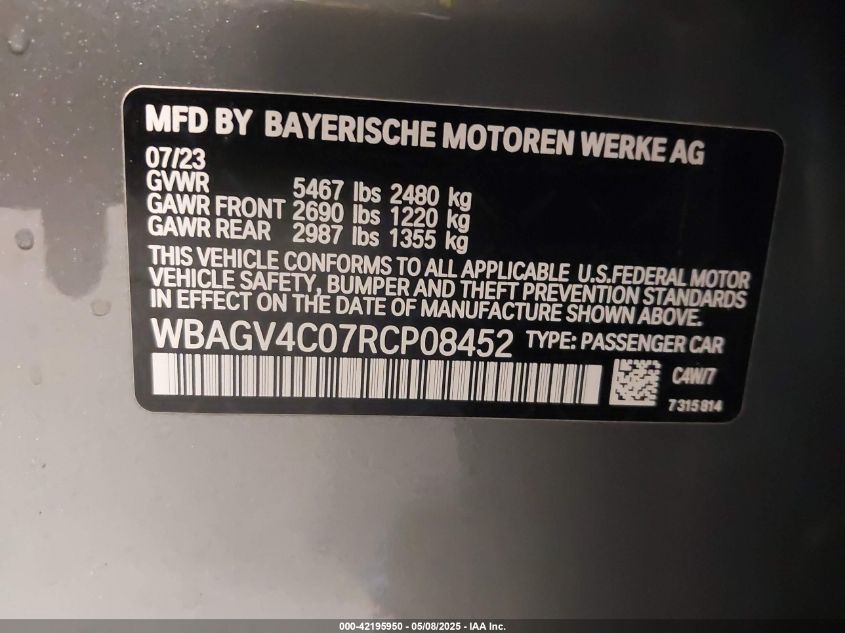 MFD BY BAYERISCHE MOTOREN WERKE AG
07/23
GVWR 5467 lbs 2480 kg
GAWR FRONT 2690 lbs 1220 kg
GAWR REAR 2987 lbs 1355 kg
THIS VEHICLE CONFORMS TO ALL APPLICABLE U.S.FEDERAL MOTOR
VEHICLE SAFETY, BUMPER AND THEFT PREVENTION STANDARDS
IN EFFECT ON THE DATE OF MANUFACTURE SHOWN ABOVE.
WBAGV4C07RCP08452 TYPE: PASSENGER CAR
C4W/7
7315814
000-42195950 - 05/08/2025 - IAA Inc.